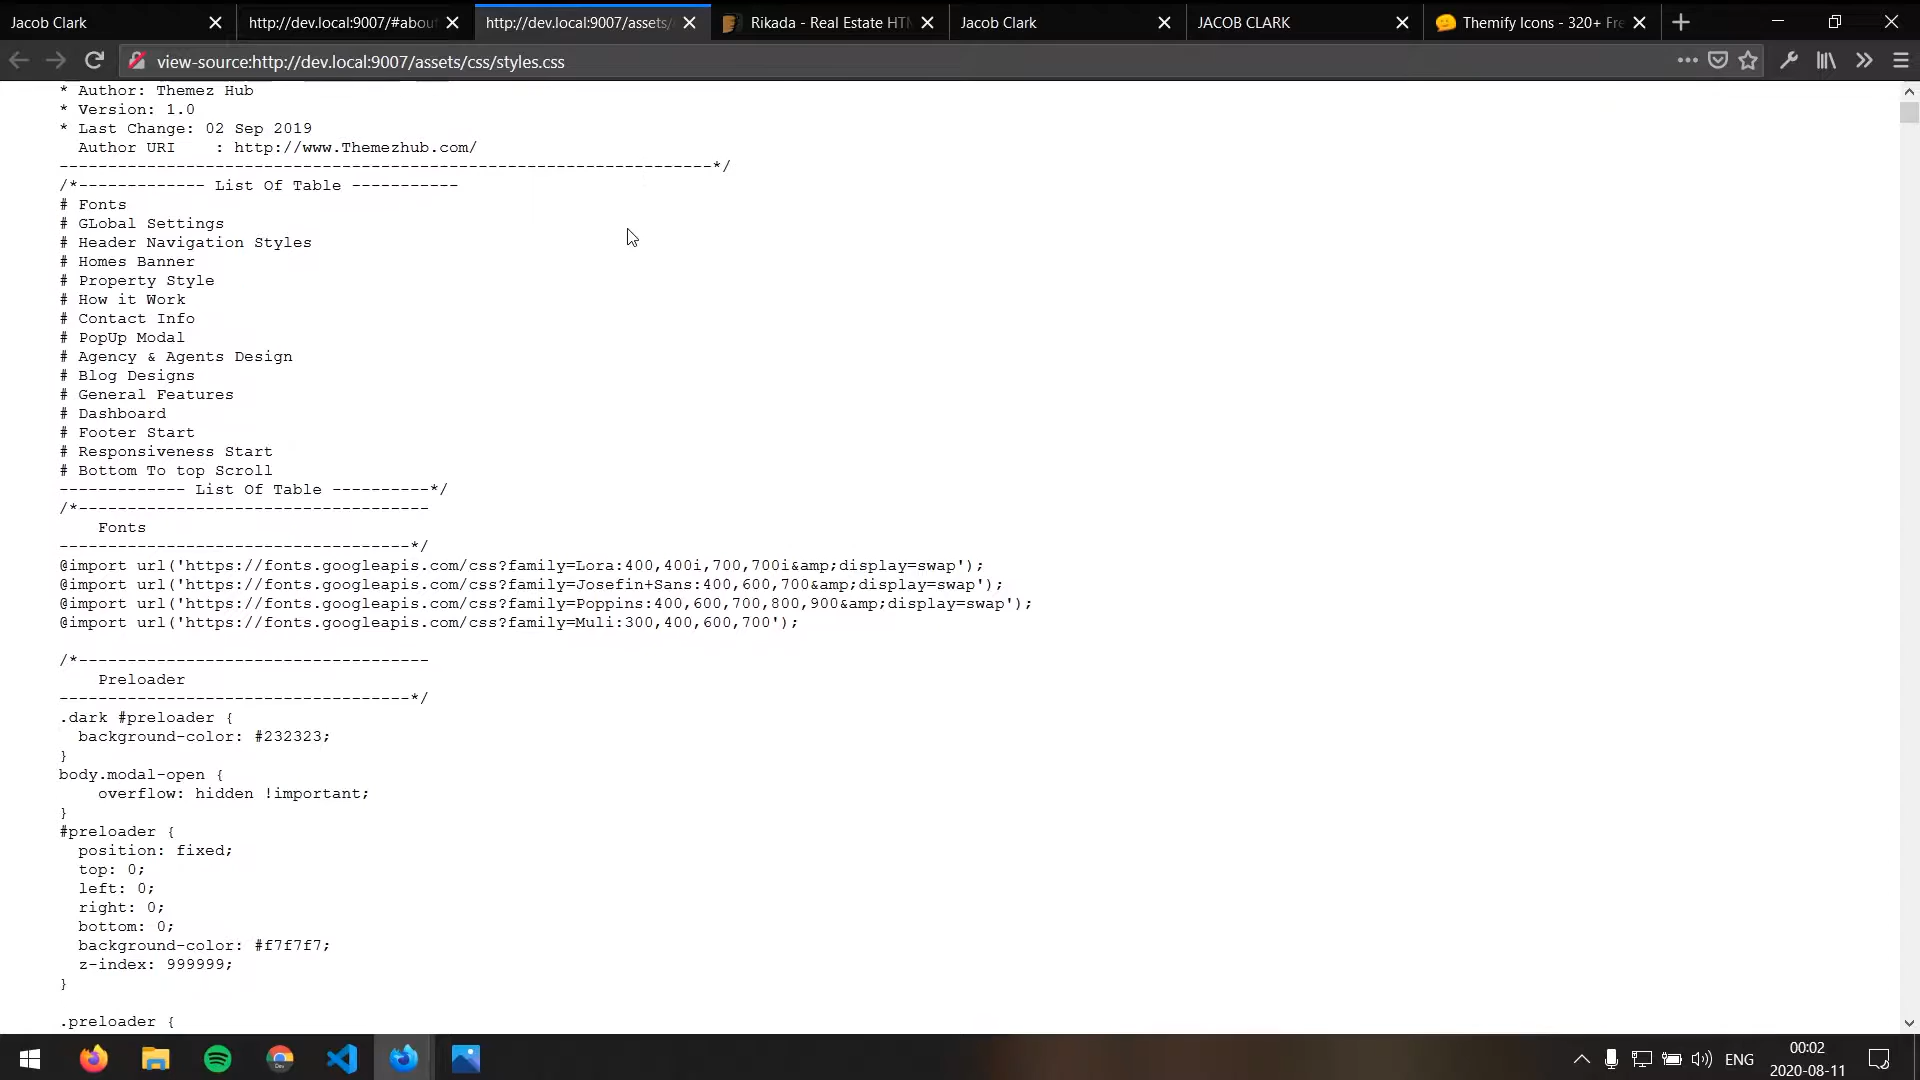 Jacob Clark
http://dev.local:9007/#abou
http://dev.local:9007/assets/
Rikada - Real Estate HTM
Jacob Clark
JACOB CLARK
Themify Icons - 320+ Fre
view-source:http://dev.local:9007/assets/css/styles.css
* Author: Themez Hub
* Version: 1.0
* Last Change: 02 Sep 2019
Author URI    : http://www.Themezhub.com/
-------------------------------------------------------------------*/
/*------------- List Of Table -----------
# Fonts
# GLobal Settings
# Header Navigation Styles
# Homes Banner
# Property Style
# How it Work
# Contact Info
# PopUp Modal
# Agency & Agents Design
# Blog Designs
# General Features
# Dashboard
# Footer Start
# Responsiveness Start
# Bottom To top Scroll
------------- List Of Table ----------*/
/*------------------------------------
Fonts
------------------------------------*/
@import url('https://fonts.googleapis.com/css?family=Lora:400,400i,700,700i&amp;display=swap');
@import url('https://fonts.googleapis.com/css?family=Josefin+Sans:400,600,700&amp;display=swap');
@import url('https://fonts.googleapis.com/css?family=Poppins:400,600,700,800,900&amp;display=swap');
@import url('https://fonts.googleapis.com/css?family=Muli:300,400,600,700');
/*------------------------------------
Preloader
------------------------------------*/
.dark #preloader {
background-color: #232323;
}
body.modal-open {
overflow: hidden !important;
}
#preloader {
position: fixed;
top: 0;
left: 0;
right: 0;
bottom: 0;
background-color: #f7f7f7;
z-index: 999999;
}
.preloader {
Dev
ENG
00:02
2020-08-11